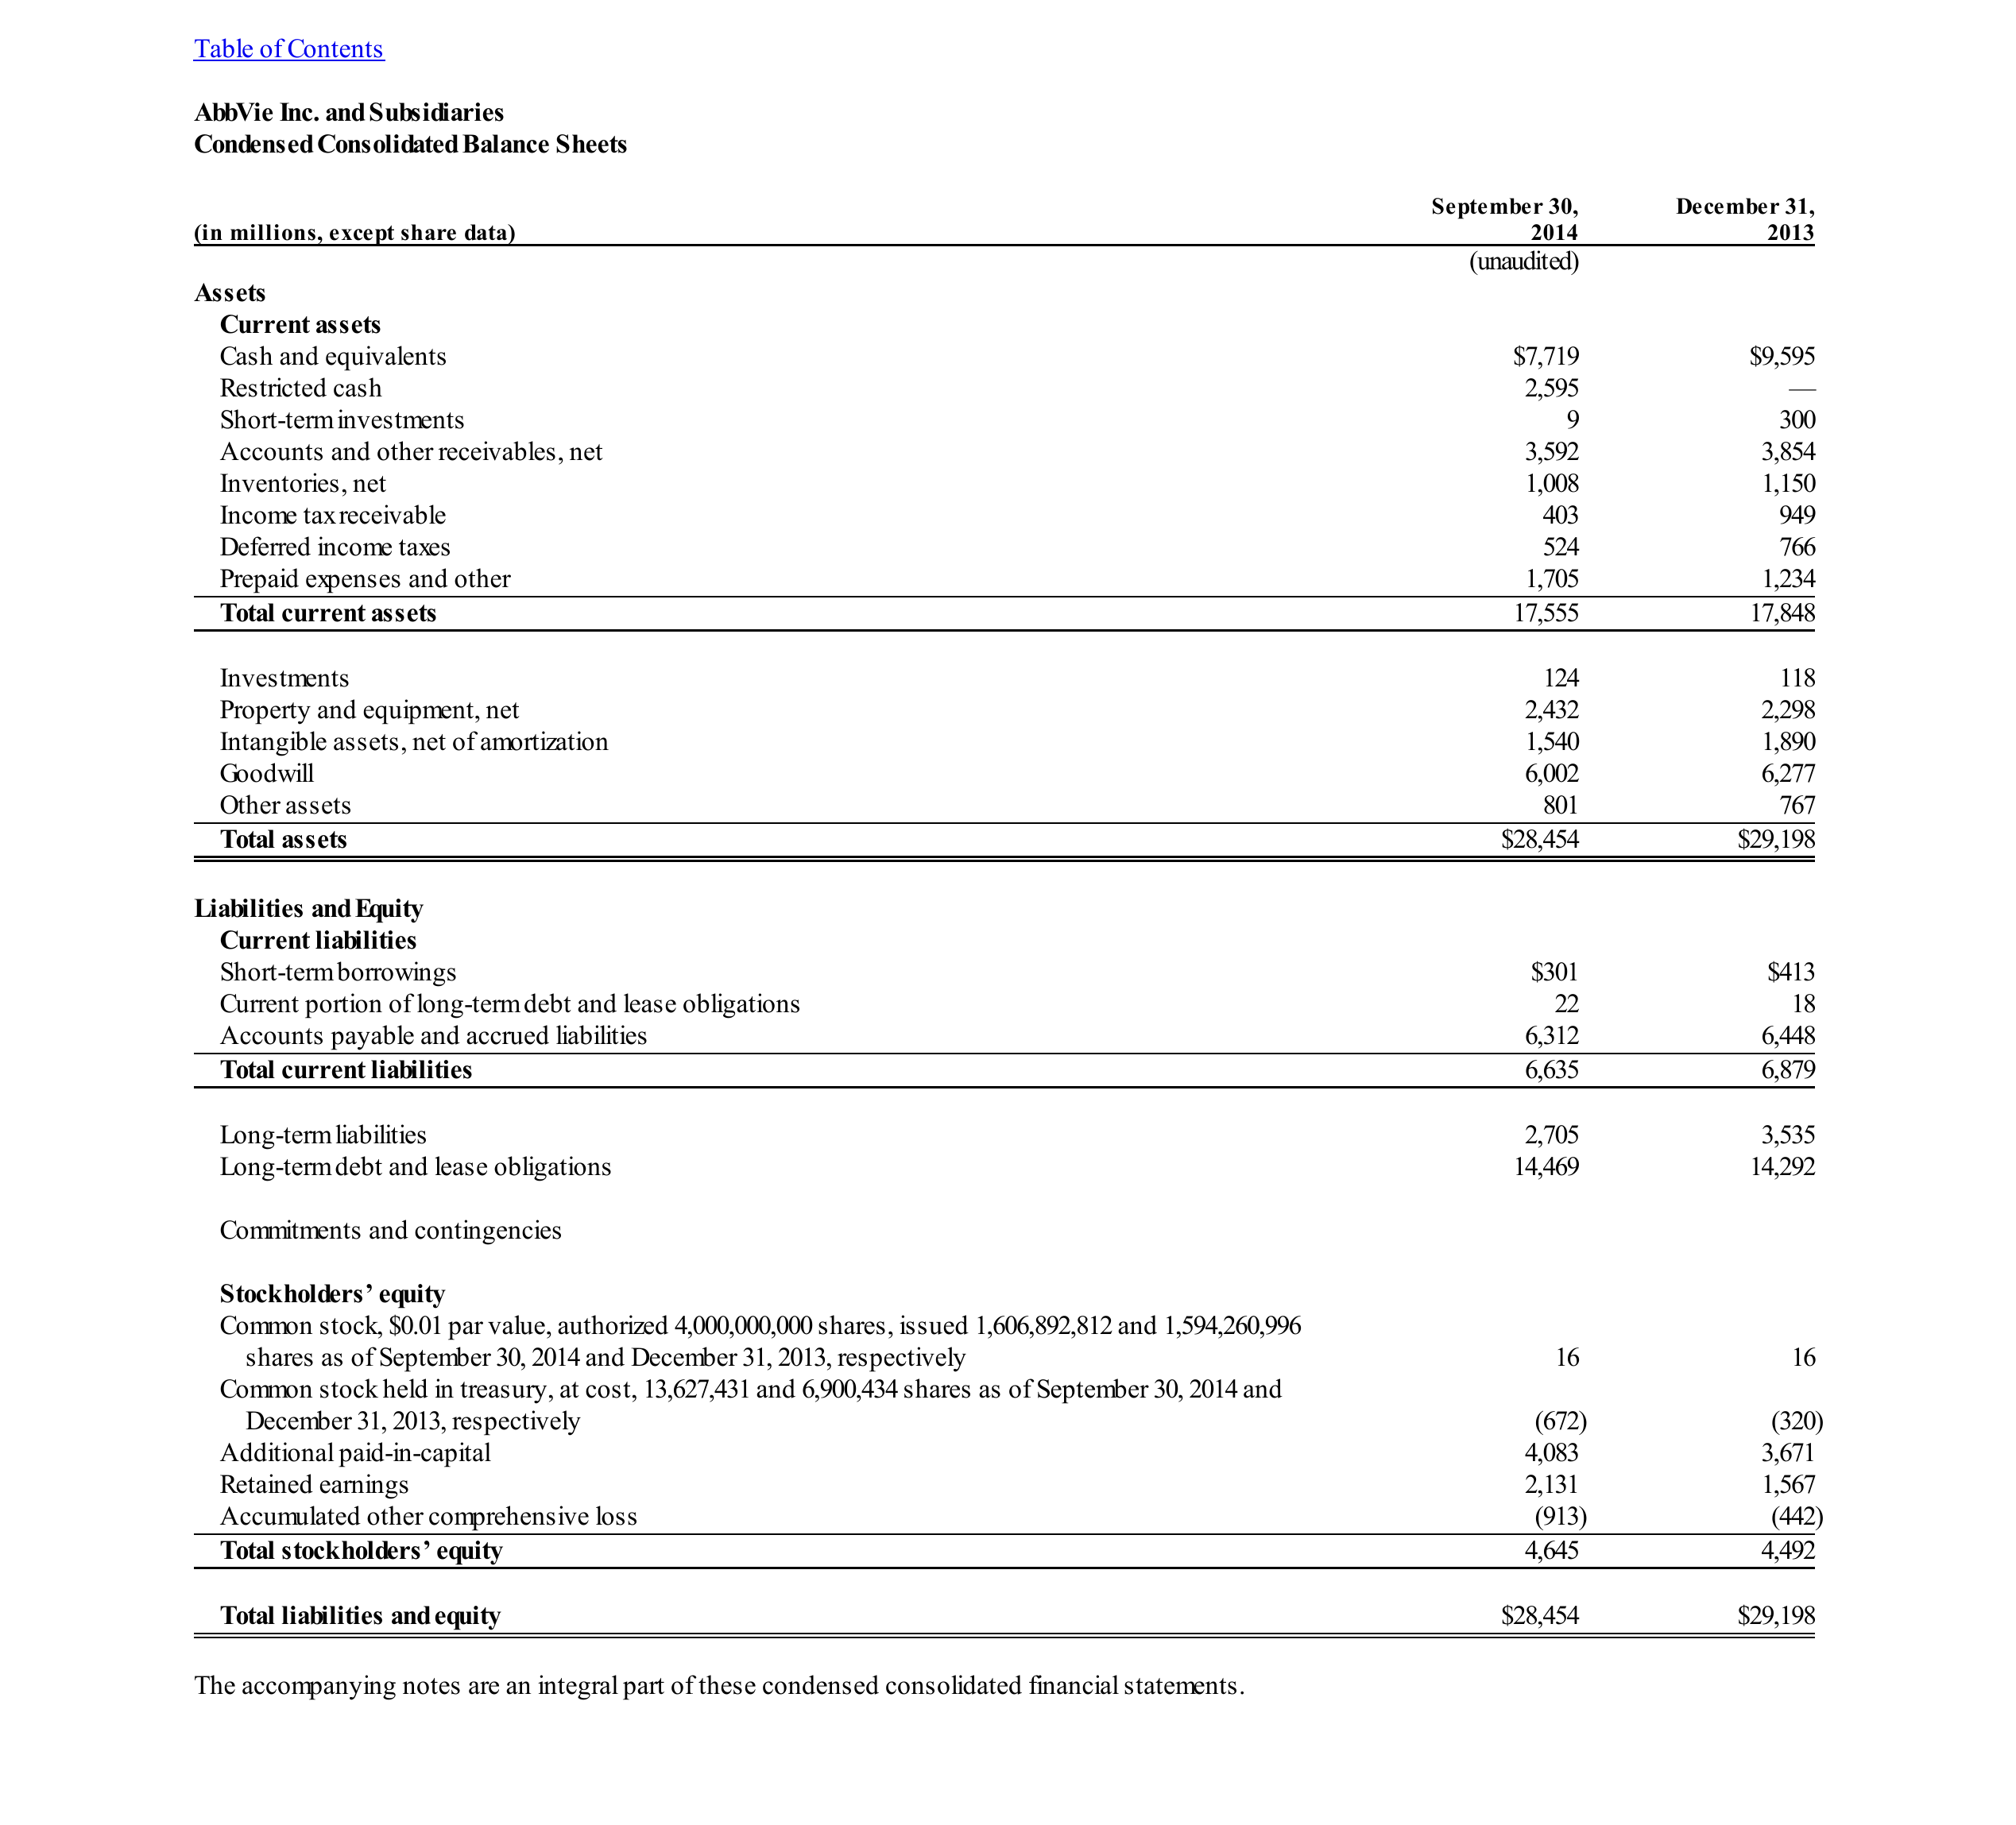 Table of Contents
AbbVie Inc. and Subsidiaries
Condensed Consolidated Balance Sheets
(in millions, except share data) September 30, 2014 December 31, 2013
(unaudited)
Assets
Current assets
Cash and equivalents $7,719 $9,595
Restricted cash 2,595 —
Short-term investments 9 300
Accounts and other receivables, net 3,592 3,854
Inventories, net 1,008 1,150
Income tax receivable 403 949
Deferred income taxes 524 766
Prepaid expenses and other 1,705 1,234
Total current assets 17,555 17,848
Investments 124 118
Property and equipment, net 2,432 2,298
Intangible assets, net of amortization 1,540 1,890
Goodwill 6,002 6,277
Other assets 801 767
Total assets $28,454 $29,198
Liabilities and Equity
Current liabilities
Short-term borrowings $301 $413
Current portion of long-term debt and lease obligations 22 18
Accounts payable and accrued liabilities 6,312 6,448
Total current liabilities 6,635 6,879
Long-term liabilities 2,705 3,535
Long-term debt and lease obligations 14,469 14,292
Commitments and contingencies
Stockholders’ equity
Common stock, $0.01 par value, authorized 4,000,000,000 shares, issued 1,606,892,812 and 1,594,260,996
shares as of September 30, 2014 and December 31, 2013, respectively 16 16
Common stock held in treasury, at cost, 13,627,431 and 6,900,434 shares as of September 30, 2014 and
December 31, 2013, respectively (672) (320)
Additional paid-in-capital 4,083 3,671
Retained earnings 2,131 1,567
Accumulated other comprehensive loss (913) (442)
Total stockholders’ equity 4,645 4,492
Total liabilities and equity $28,454 $29,198
The accompanying notes are an integral part of these condensed consolidated financial statements.